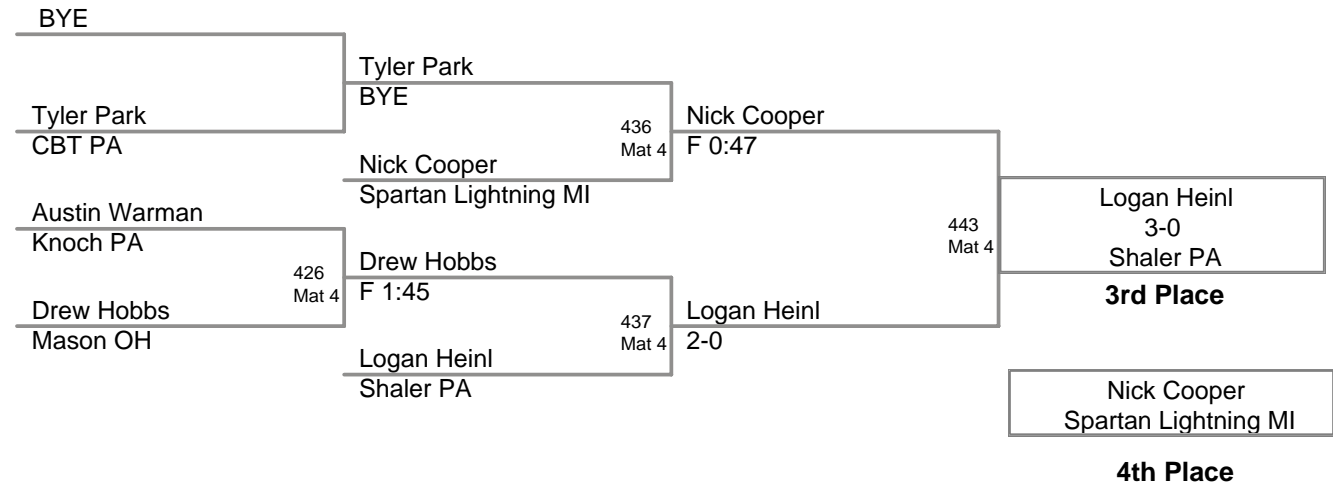 BYE
Tyler Park
CBT PA
Austin Warman
Knoch PA
426
Mat 4
Drew Hobbs
Mason OH
Tyler Park
BYE
436
Mat 4
Nick Cooper
Spartan Lightning MI
Drew Hobbs
F 1:45
437
Mat 4
Logan Heinl
Shaler PA
Nick Cooper
F 0:47
443
Mat 4
Logan Heinl
2-0
Logan Heinl
3-0
Shaler PA
3rd Place
Nick Cooper
Spartan Lightning MI
4th Place